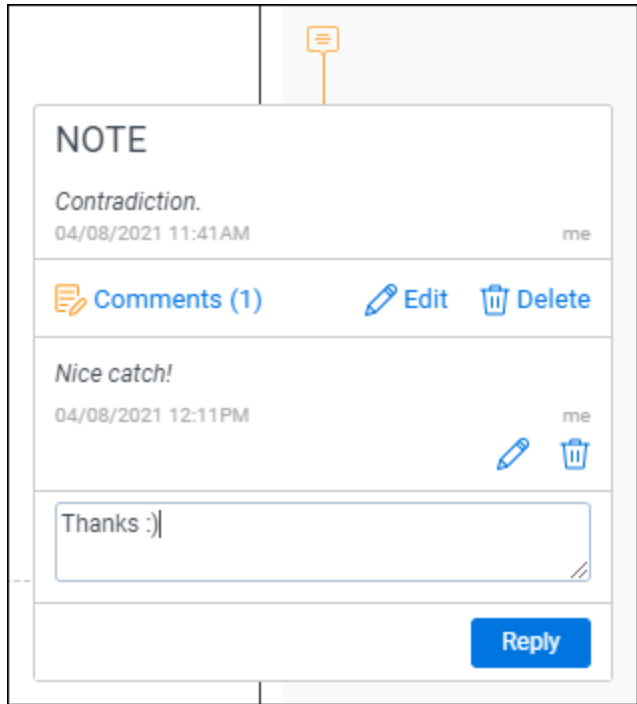 NOTE
Contradiction.
04/08/2021 11:41AM me
Comments (1) Edit Delete
Nice catch!
04/08/2021 12:11PM me
Thanks :)
Reply